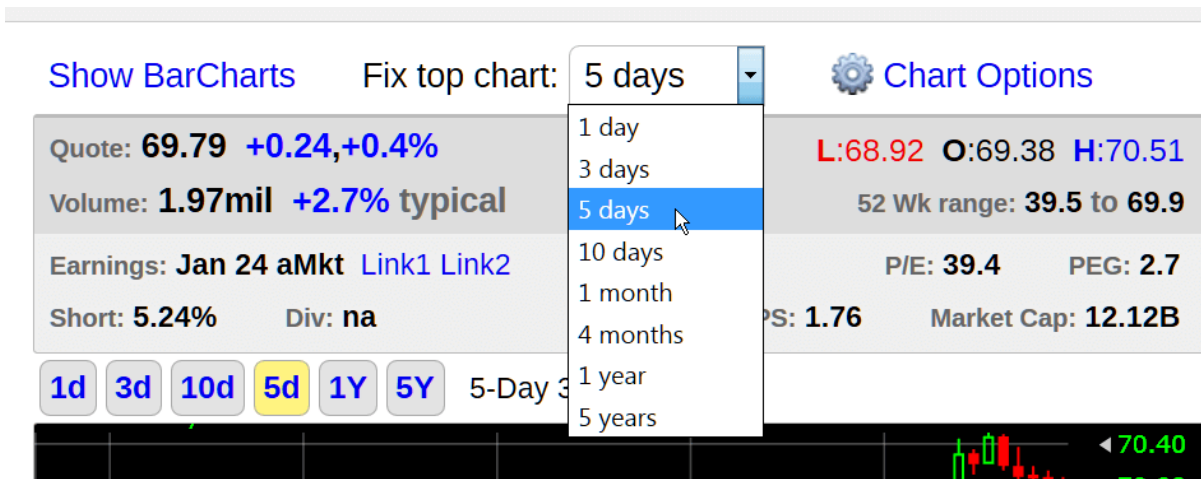 Show BarCharts Fix top chart: 5 days Chart Options
1 day
3 days
5 days
10 days
1 month
4 months
1 year
5 years
Quote: 69.79 +0.24,+0.4% L:68.92 O:69.38 H:70.51
Volume: 1.97mil +2.7% typical 52 Wk range: 39.5 to 69.9
Earnings: Jan 24 aMkt Link1 Link2 P/E: 39.4 PEG: 2.7
Short: 5.24% Div: na PS: 1.76 Market Cap: 12.12B
1d 3d 10d 5d 1Y 5Y 5-Day 3
70.40